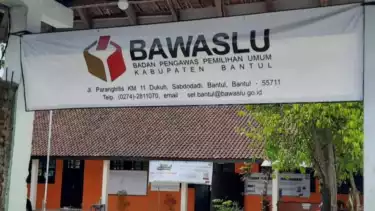 BAWASLU
BADAN PENGAWAS PEMILIHAN UMUM
KABUPATEN BANTUL
Jl. Parangtritis KM 11 Dukuh, Sabdodadi, Bantul, Bantul - 55711
Telp. (0274)-2811070, email : set.bantul@bawaslu.go.id